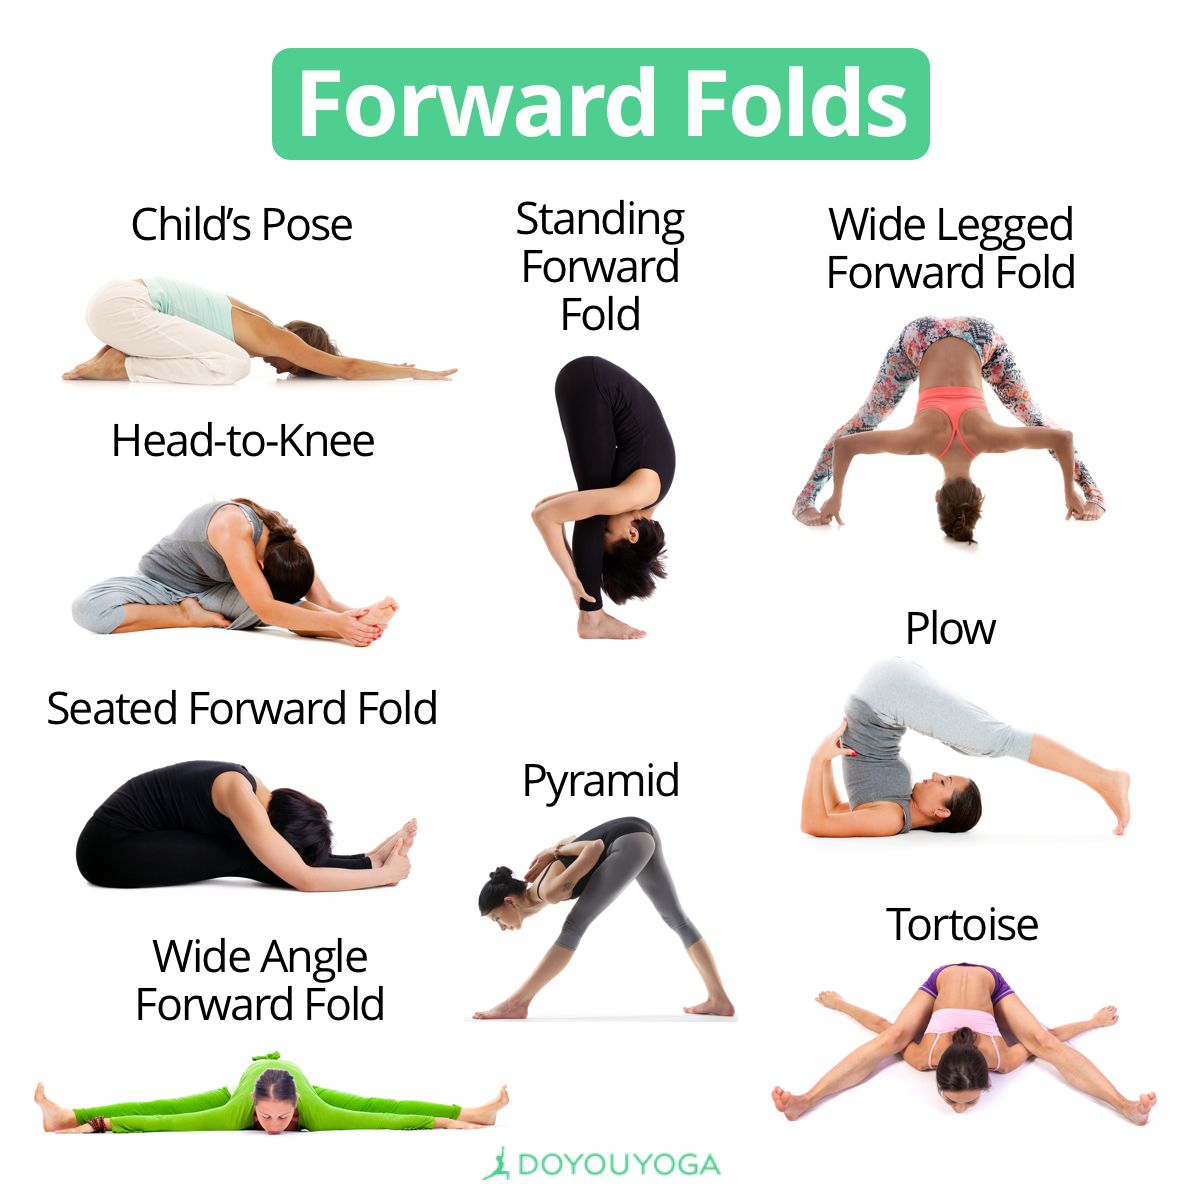 Forward Folds
Child's Pose
Standing
Forward
Fold
Wide Legged
Forward Fold
Head-to-Knee
Plow
Seated Forward Fold
Pyramid
Tortoise
Wide Angle
Forward Fold
DOYOUYOGA